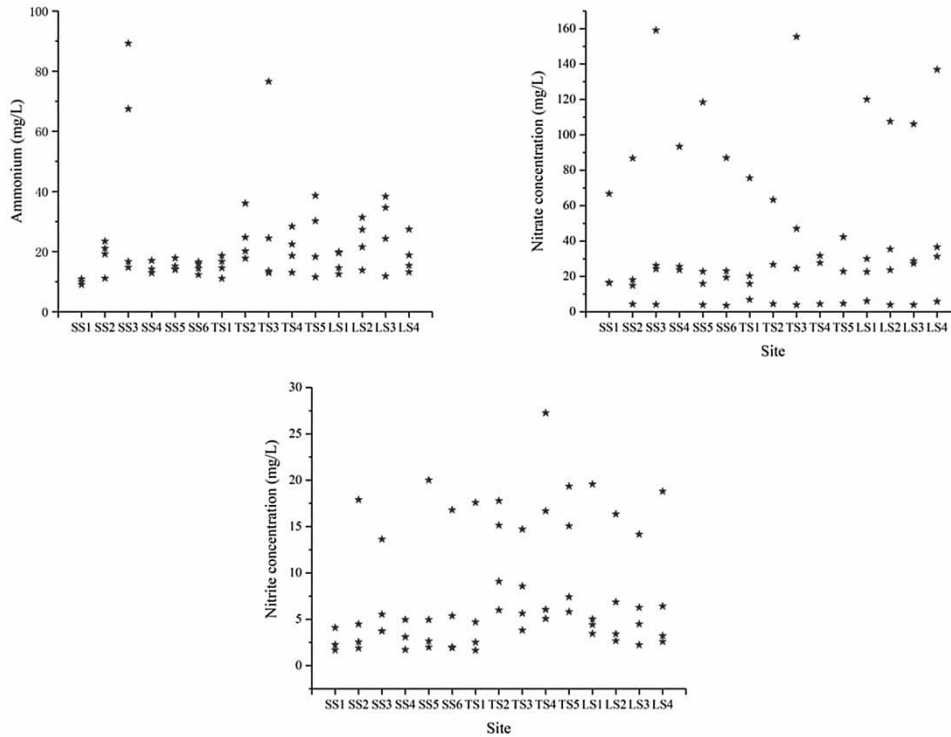 Ammonium (mg/L)
100
80
60
40
20
0
SS1 SS2 SS3 SS4 SS5 SS6 TS1 TS2 TS3 TS4 TS5 LS1 LS2 LS3 LS4
Nitrate concentration (mg/L)
160
140
120
100
80
60
40
20
0
SS1 SS2 SS3 SS4 SS5 SS6 TS1 TS2 TS3 TS4 TS5 LS1 LS2 LS3 LS4
Site
Nitrite concentration (mg/L)
30
25
20
15
10
5
0
SS1 SS2 SS3 SS4 SS5 SS6 TS1 TS2 TS3 TS4 TS5 LS1 LS2 LS3 LS4
Site